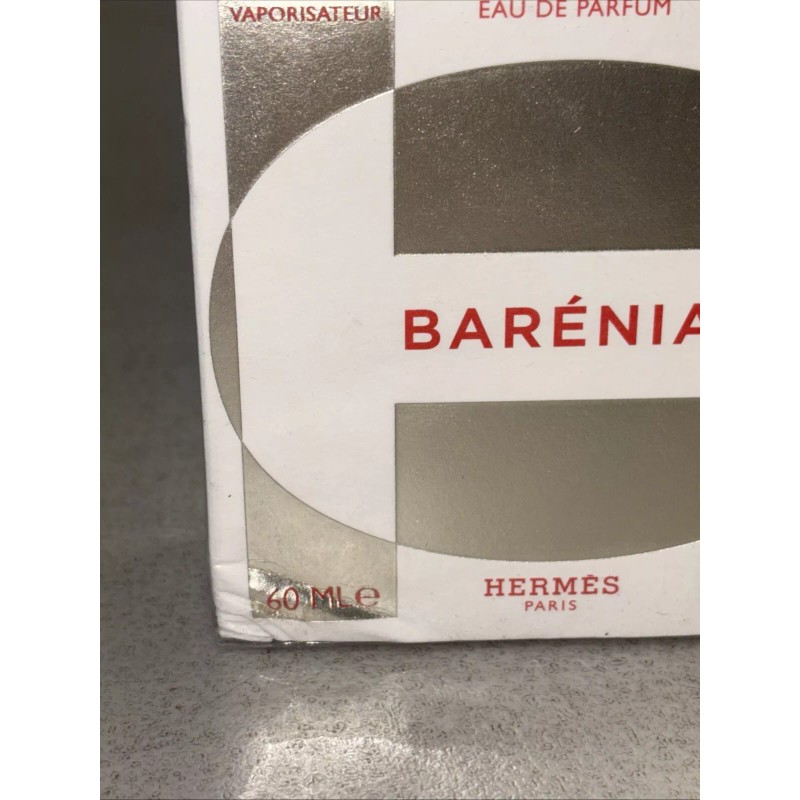 VAPORISATEUR
EAU DE PARFUM
BARÉNIA
60 ML ℮
HERMÈS
PARIS